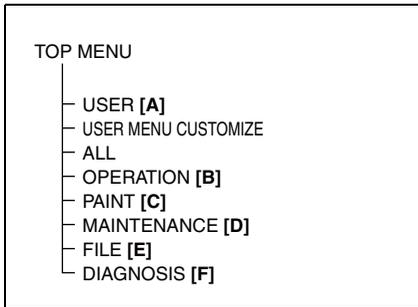 TOP MENU
USER [A]
USER MENU CUSTOMIZE
ALL
OPERATION [B]
PAINT [C]
MAINTENANCE [D]
FILE [E]
DIAGNOSIS [F]